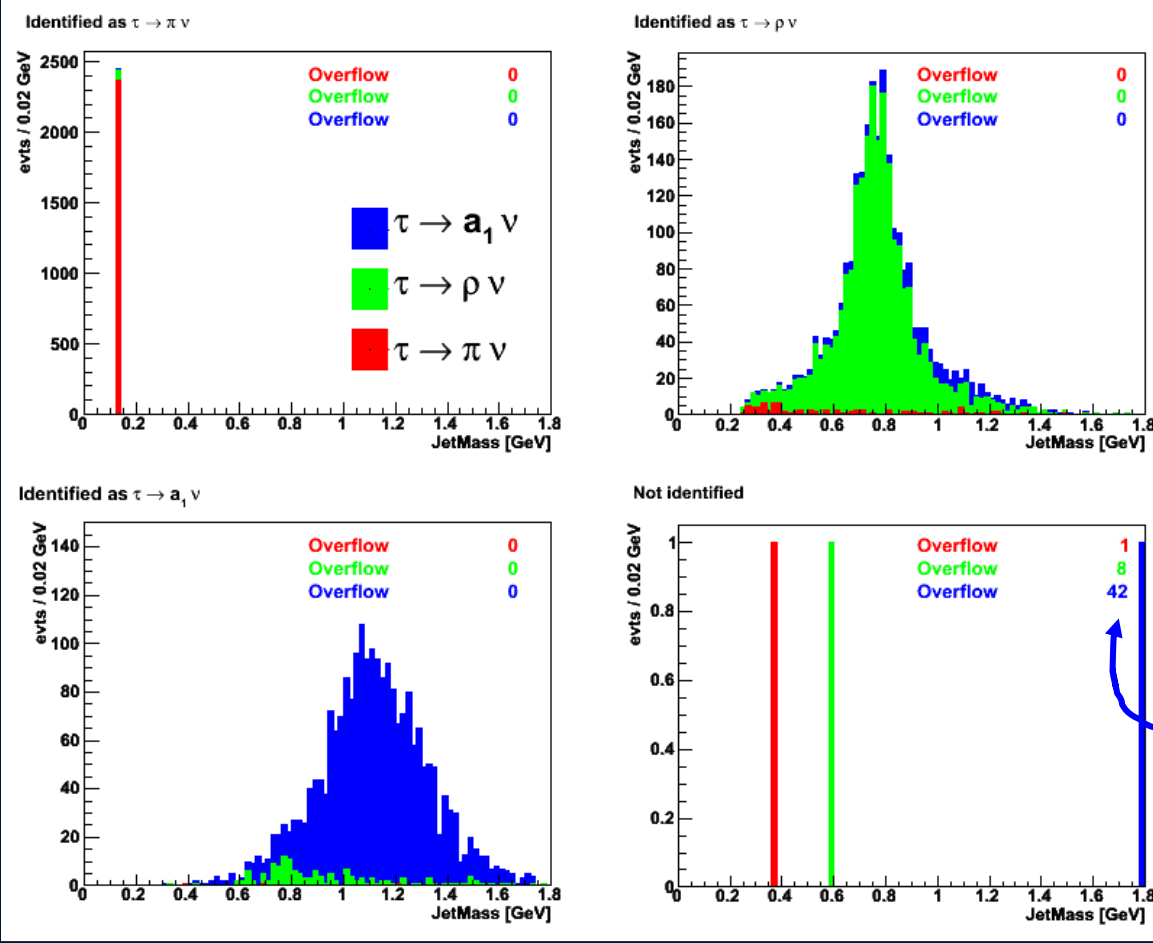 Identified as τ → π ν
evts / 0.02 GeV
2500
2000
1500
1000
500
0
Overflow 0
Overflow 0
Overflow 0
τ → a₁ ν
τ → ρ ν
τ → π ν
0 0.2 0.4 0.6 0.8 1 1.2 1.4 1.6 1.8
JetMass [GeV]
Identified as τ → ρ ν
evts / 0.02 GeV
180
160
140
120
100
80
60
40
20
0
Overflow 0
Overflow 0
Overflow 0
0 0.2 0.4 0.6 0.8 1 1.2 1.4 1.6 1.8
JetMass [GeV]
Identified as τ → a₁ ν
evts / 0.02 GeV
140
120
100
80
60
40
20
0
Overflow 0
Overflow 0
Overflow 0
0 0.2 0.4 0.6 0.8 1 1.2 1.4 1.6 1.8
JetMass [GeV]
Not identified
evts / 0.02 GeV
1
0.8
0.6
0.4
0.2
0
Overflow 1
Overflow 8
Overflow 42
0 0.2 0.4 0.6 0.8 1 1.2 1.4 1.6 1.8
JetMass [GeV]